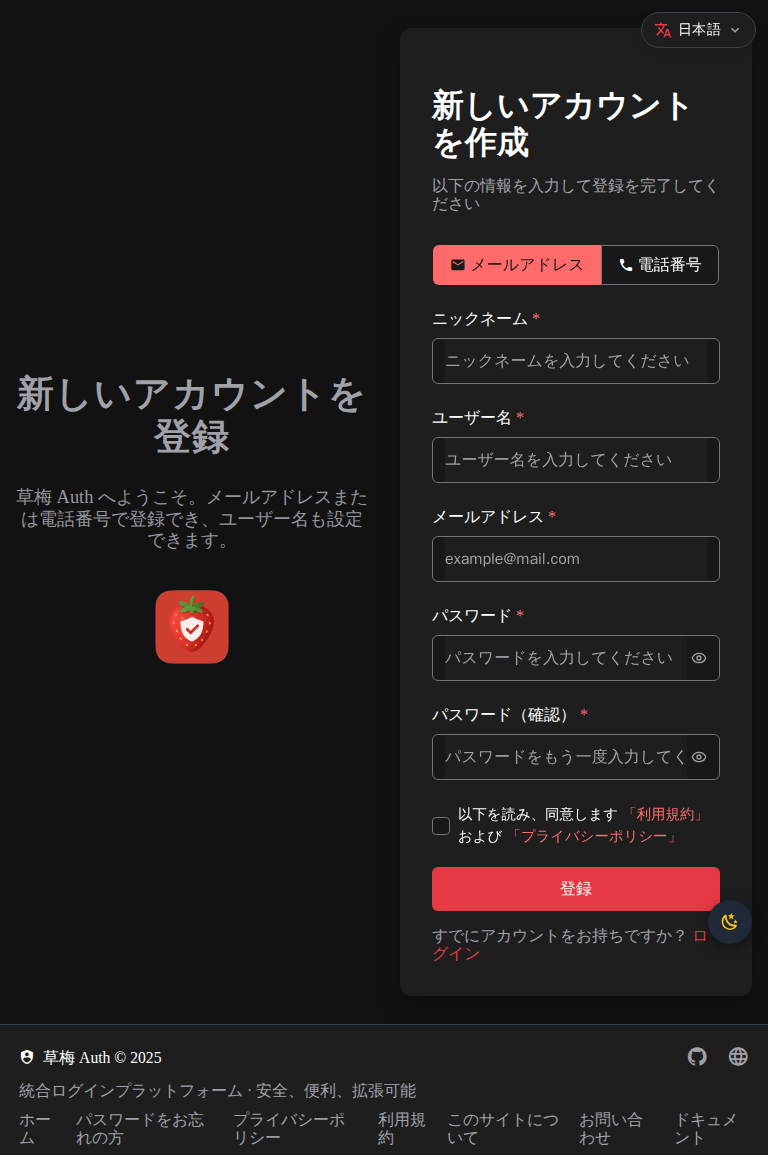 日本語
新しいアカウント
を作成
以下の情報を入力して登録を完了してく
ださい
メールアドレス 電話番号
ニックネーム *
ニックネームを入力してください
ユーザー名 *
ユーザー名を入力してください
メールアドレス *
example@mail.com
パスワード *
パスワードを入力してください
パスワード（確認） *
パスワードをもう一度入力してく
以下を読み、同意します 「利用規約」
および 「プライバシーポリシー」
登録
すでにアカウントをお持ちですか？ ロ
グイン
新しいアカウントを
登録
草梅 Auth へようこそ。メールアドレスまた
は電話番号で登録でき、ユーザー名も設定
できます。
草梅 Auth © 2025
統合ログインプラットフォーム · 安全、便利、拡張可能
ホー
ム
パスワードをお忘
れの方
プライバシーポ
リシー
利用規
約
このサイトにつ
いて
お問い合
わせ
ドキュメ
ント